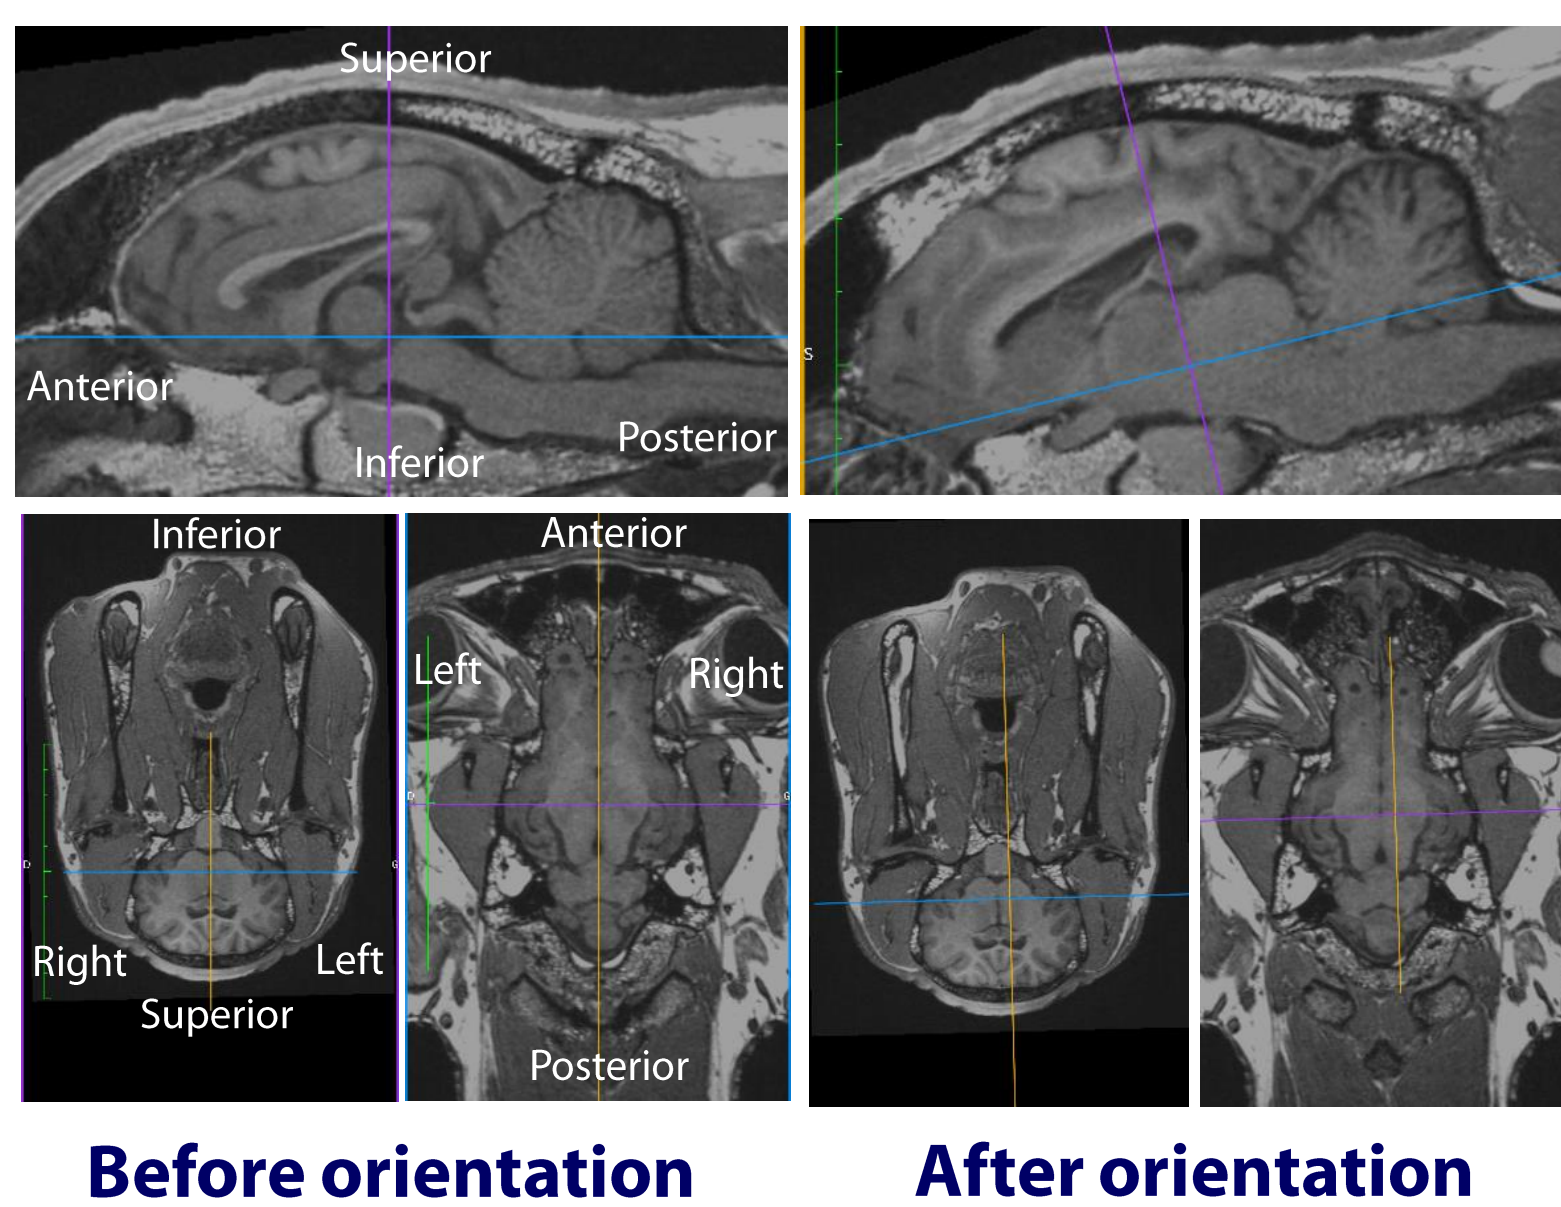 Superior
Anterior
Posterior
Inferior
S
Inferior
Anterior
Left
Right
D
G
D
G
Right
Left
Superior
Posterior
Before orientation
After orientation